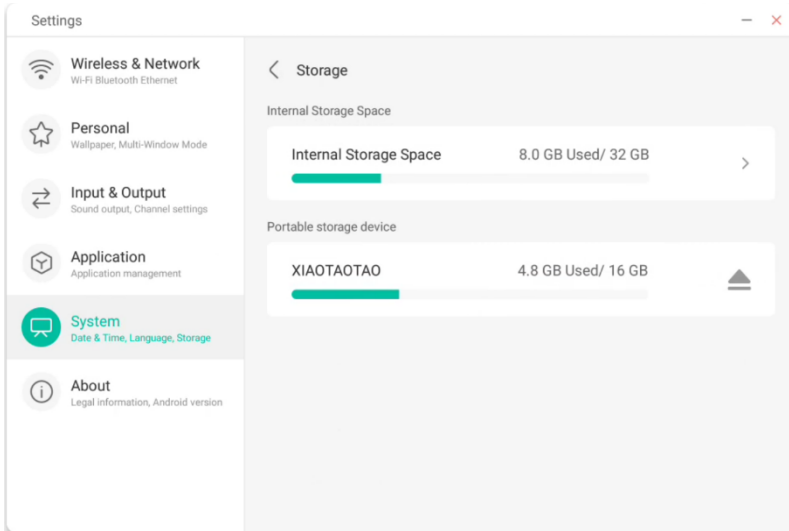 Settings
Wireless & Network
Wi-Fi Bluetooth Ethernet
Personal
Wallpaper, Multi-Window Mode
Input & Output
Sound output, Channel settings
Application
Application management
System
Date & Time, Language, Storage
About
Legal information, Android version
Storage
Internal Storage Space
Internal Storage Space 8.0 GB Used/ 32 GB
Portable storage device
XIAOTAOTAO 4.8 GB Used/ 16 GB